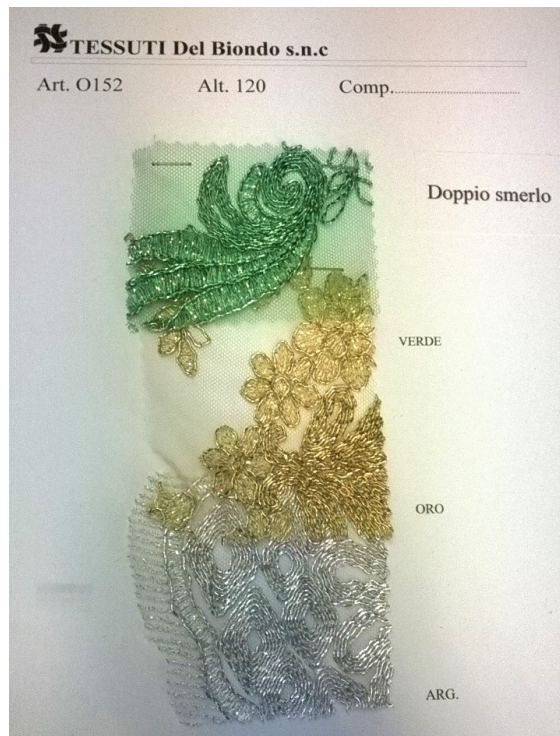 TESSUTI Del Biondo s.n.c
Art. O152 Alt. 120 Comp...............................................
Doppio smerlo
VERDE
ORO
ARG.